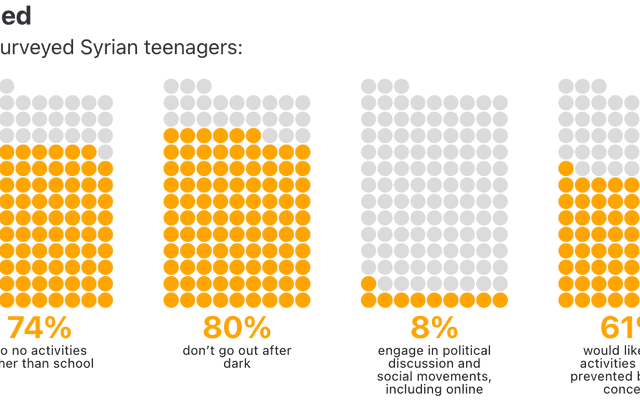 ed
urveyed Syrian teenagers:
74%
80%
8%
61%
o no activities
her than school
don't go out after
dark
engage in political
discussion and
social movements,
including online
would like
activities
prevented b
conce